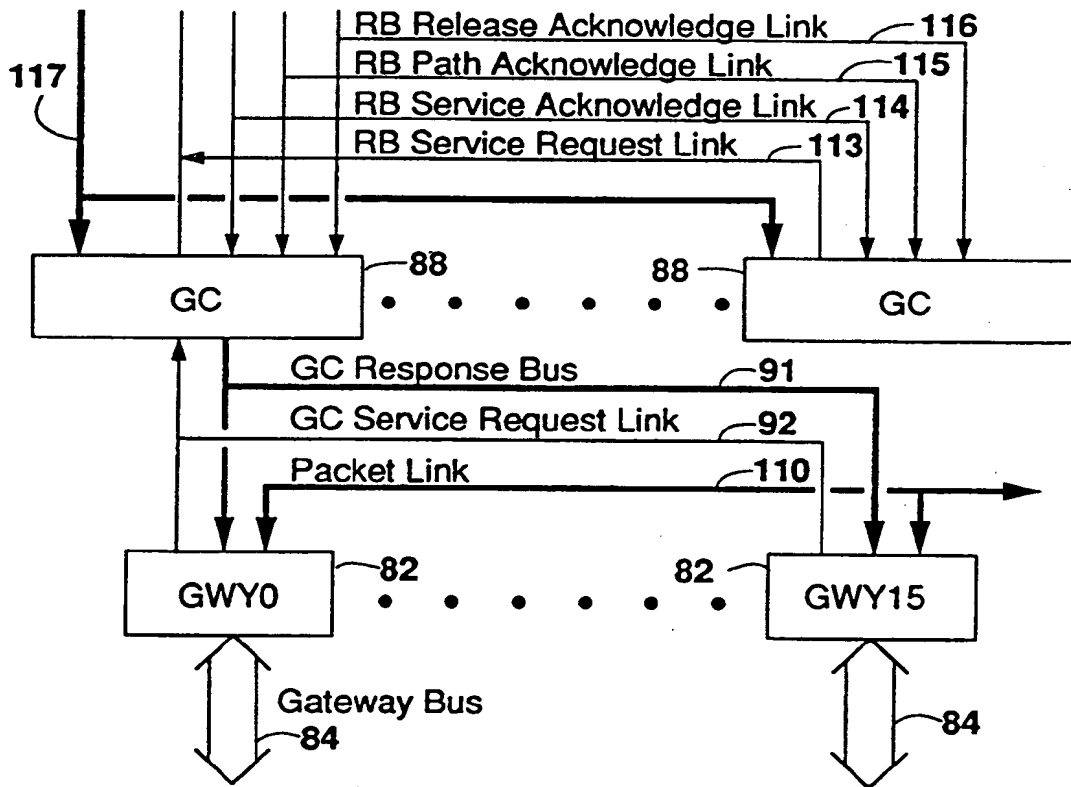 RB Release Acknowledge Link 116
117
RB Path Acknowledge Link 115
RB Service Acknowledge Link 114
RB Service Request Link 113
88
88
GC
GC
GC Response Bus 91
GC Service Request Link 92
Packet Link 110
82
82
GWY0
GWY15
Gateway Bus
84
84